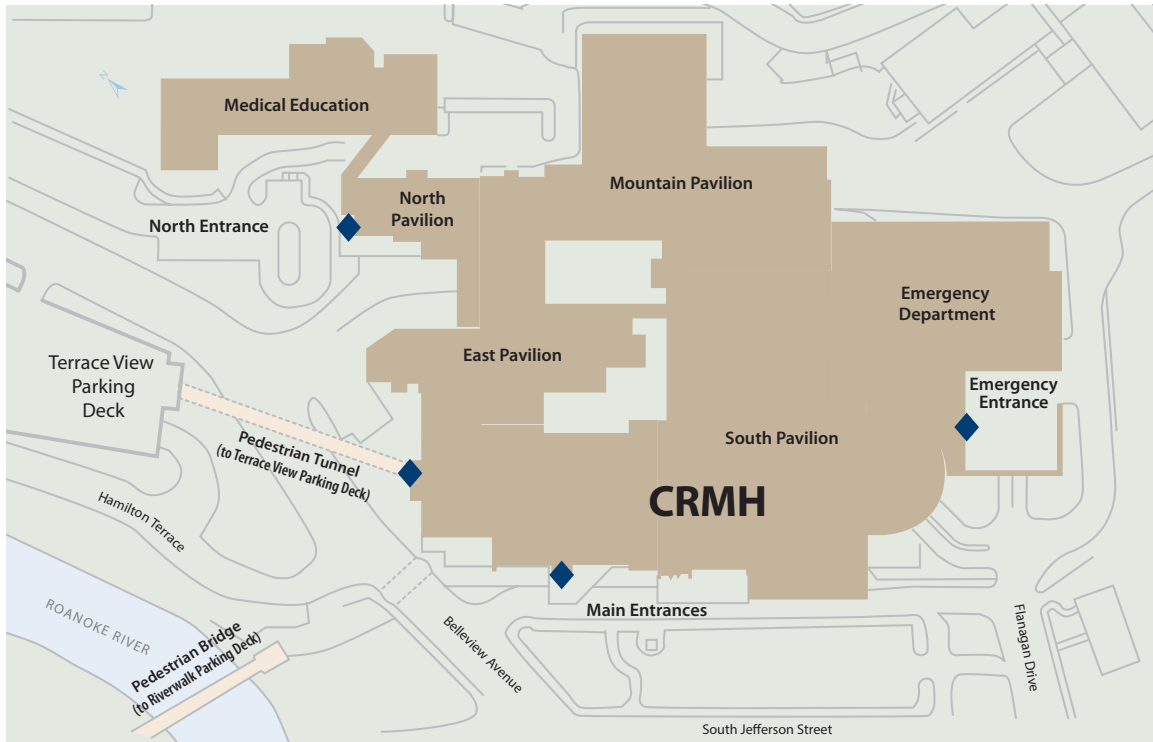 N
Medical Education
Mountain Pavilion
North
Pavilion
North Entrance
Emergency
Department
East Pavilion
Terrace View
Parking
Deck
Emergency
Entrance
Pedestrian Tunnel
(to Terrace View Parking Deck)
South Pavilion
CRMH
Hamilton Terrace
Main Entrances
ROANOKE RIVER
Pedestrian Bridge
(to Riverwalk Parking Deck)
Belleview Avenue
Flanagan Drive
South Jefferson Street